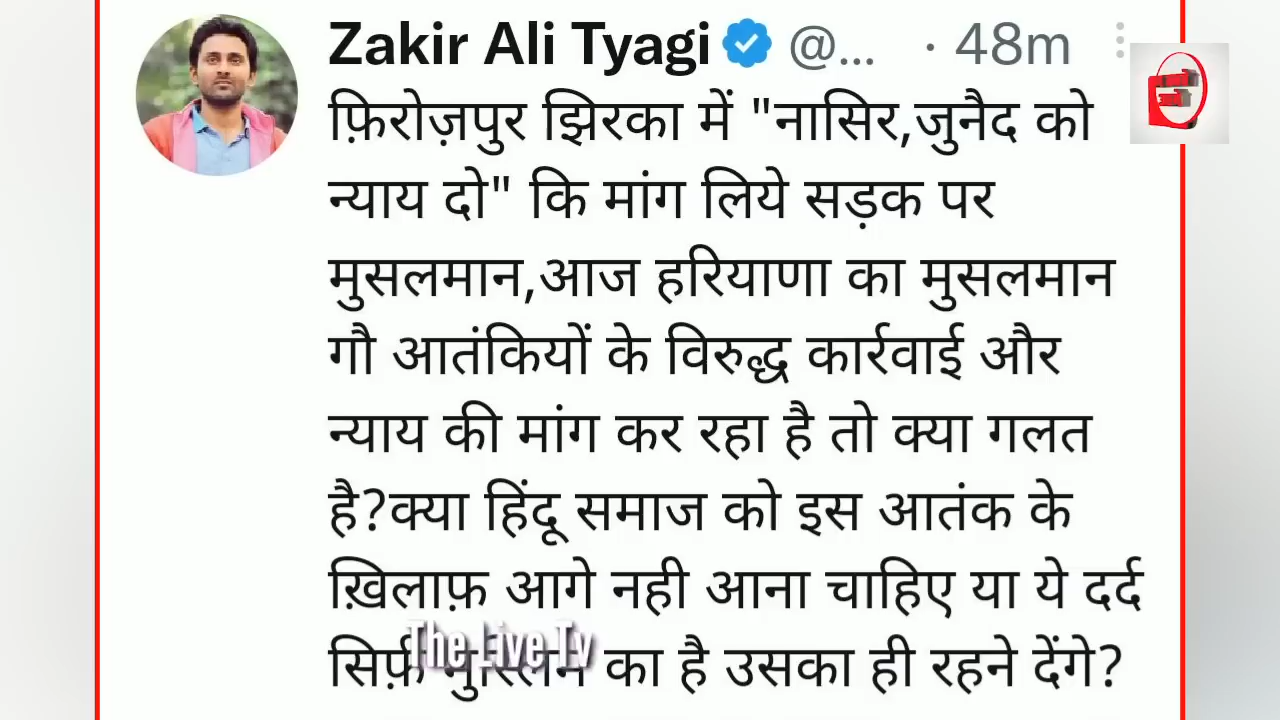 Zakir Ali Tyagi @... · 48m
फ़िरोज़पुर झिरका में "नासिर,जुनैद को
न्याय दो" कि मांग लिये सड़क पर
मुसलमान,आज हरियाणा का मुसलमान
गौ आतंकियों के विरुद्ध कार्रवाई और
न्याय की मांग कर रहा है तो क्या गलत
है?क्या हिंदू समाज को इस आतंक के
ख़िलाफ़ आगे नही आना चाहिए या ये दर्द
सिर्फ़ मुस्लिम का है उसका ही रहने देंगे?
The Live Tv